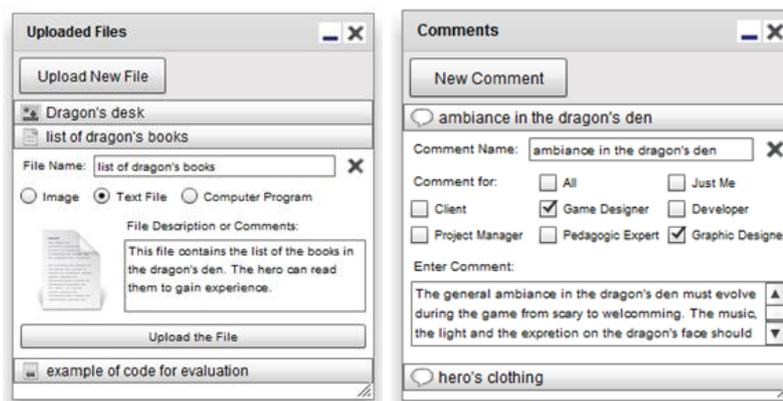 Uploaded Files
Upload New File
Dragon's desk
list of dragon's books
File Name: list of dragon's books
Image Text File Computer Program
File Description or Comments:
This file contains the list of the books in
the dragon's den. The hero can read
them to gain experience.
Upload the File
example of code for evaluation
Comments
New Comment
ambiance in the dragon's den
Comment Name: ambiance in the dragon's den
Comment for: All Just Me
Client Game Designer Developer
Project Manager Pedagogic Expert Graphic Designe
Enter Comment:
The general ambiance in the dragon's den must evolve
during the game from scary to welcomming. The music,
the light and the expretion on the dragon's face should
hero's clothing